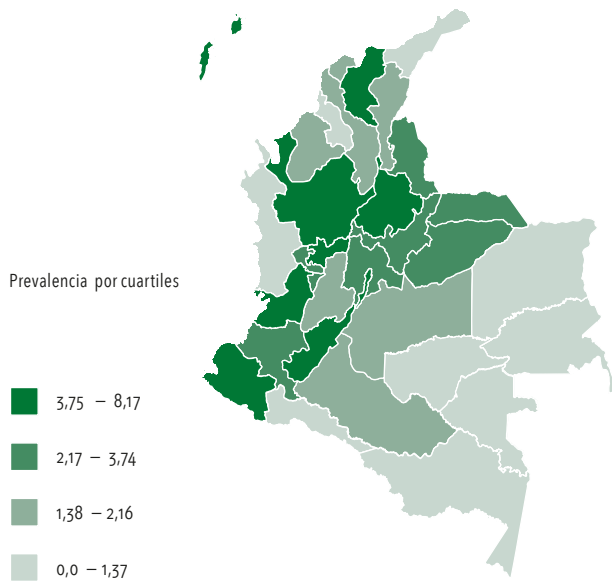 Prevalencia por cuartiles
3,75 – 8,17
2,17 – 3,74
1,38 – 2,16
0,0 – 1,37